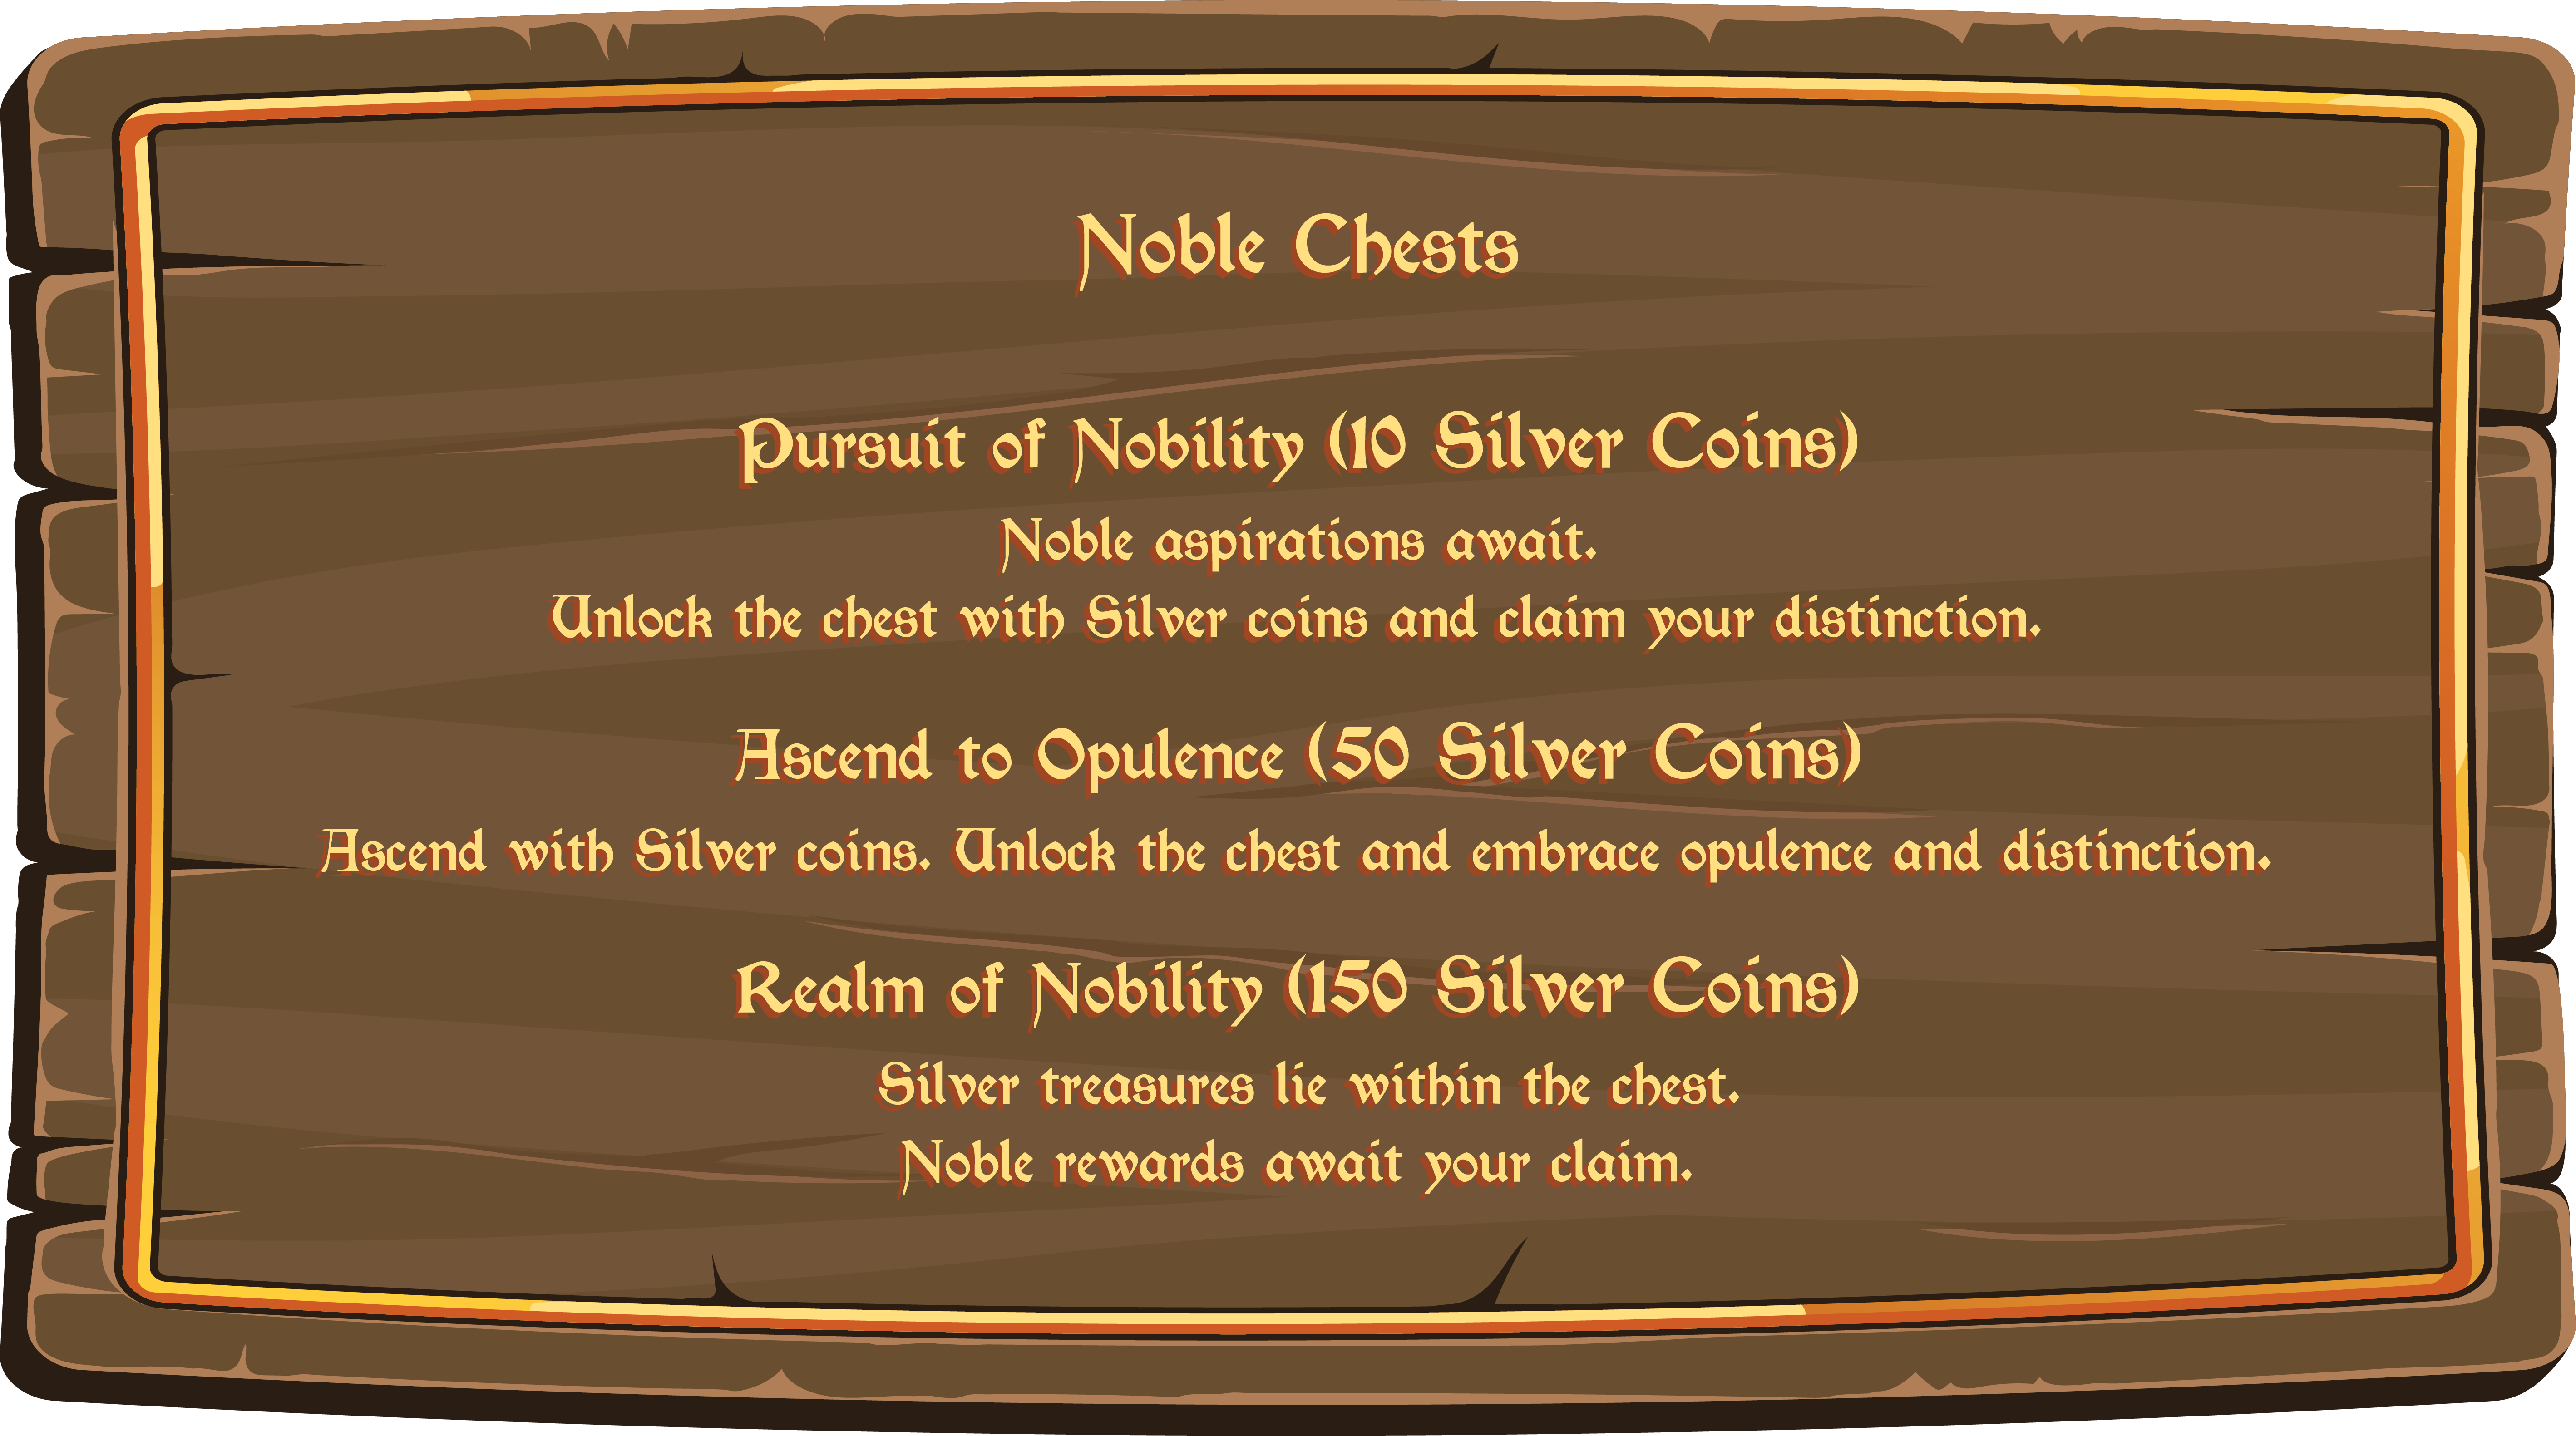 Noble Chests
Pursuit of Nobility (10 Silver Coins)
Noble aspirations await.
Unlock the chest with Silver coins and claim your distinction.
Ascend to Opulence (50 Silver Coins)
Ascend with Silver coins. Unlock the chest and embrace opulence and distinction.
Realm of Nobility (150 Silver Coins)
Silver treasures lie within the chest.
Noble rewards await your claim.